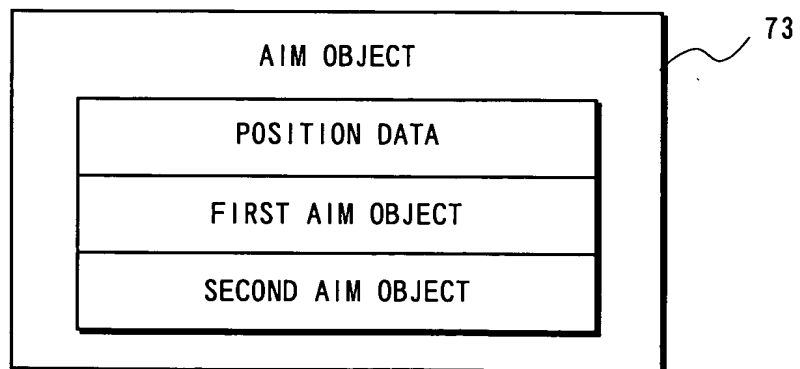 73
AIM OBJECT
POSITION DATA
FIRST AIM OBJECT
SECOND AIM OBJECT